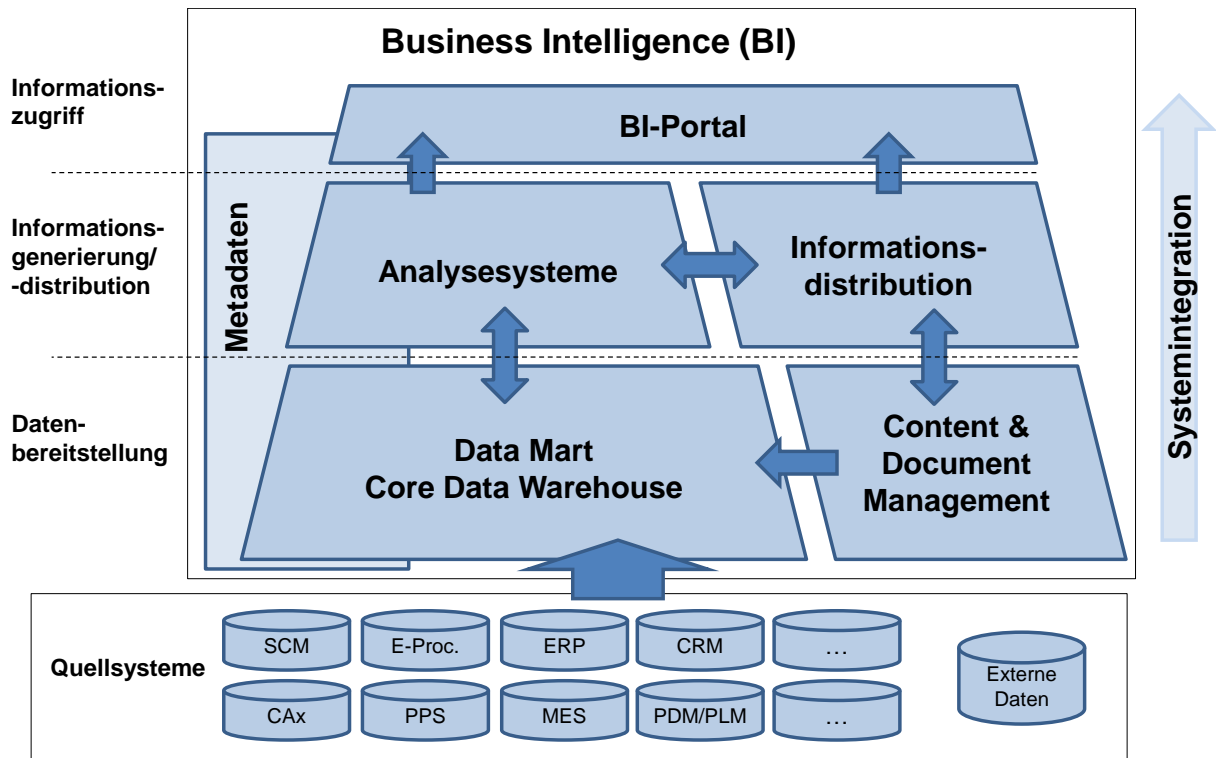 Business Intelligence (BI)
Informations-
zugriff
BI-Portal
Informations-
generierung/
-distribution
Metadaten
Analysesysteme
Informations-
distribution
Systemintegration
Daten-
bereitstellung
Data Mart
Core Data Warehouse
Content &
Document
Management
Quellsysteme
SCM
E-Proc.
ERP
CRM
…
CAx
PPS
MES
PDM/PLM
…
Externe
Daten